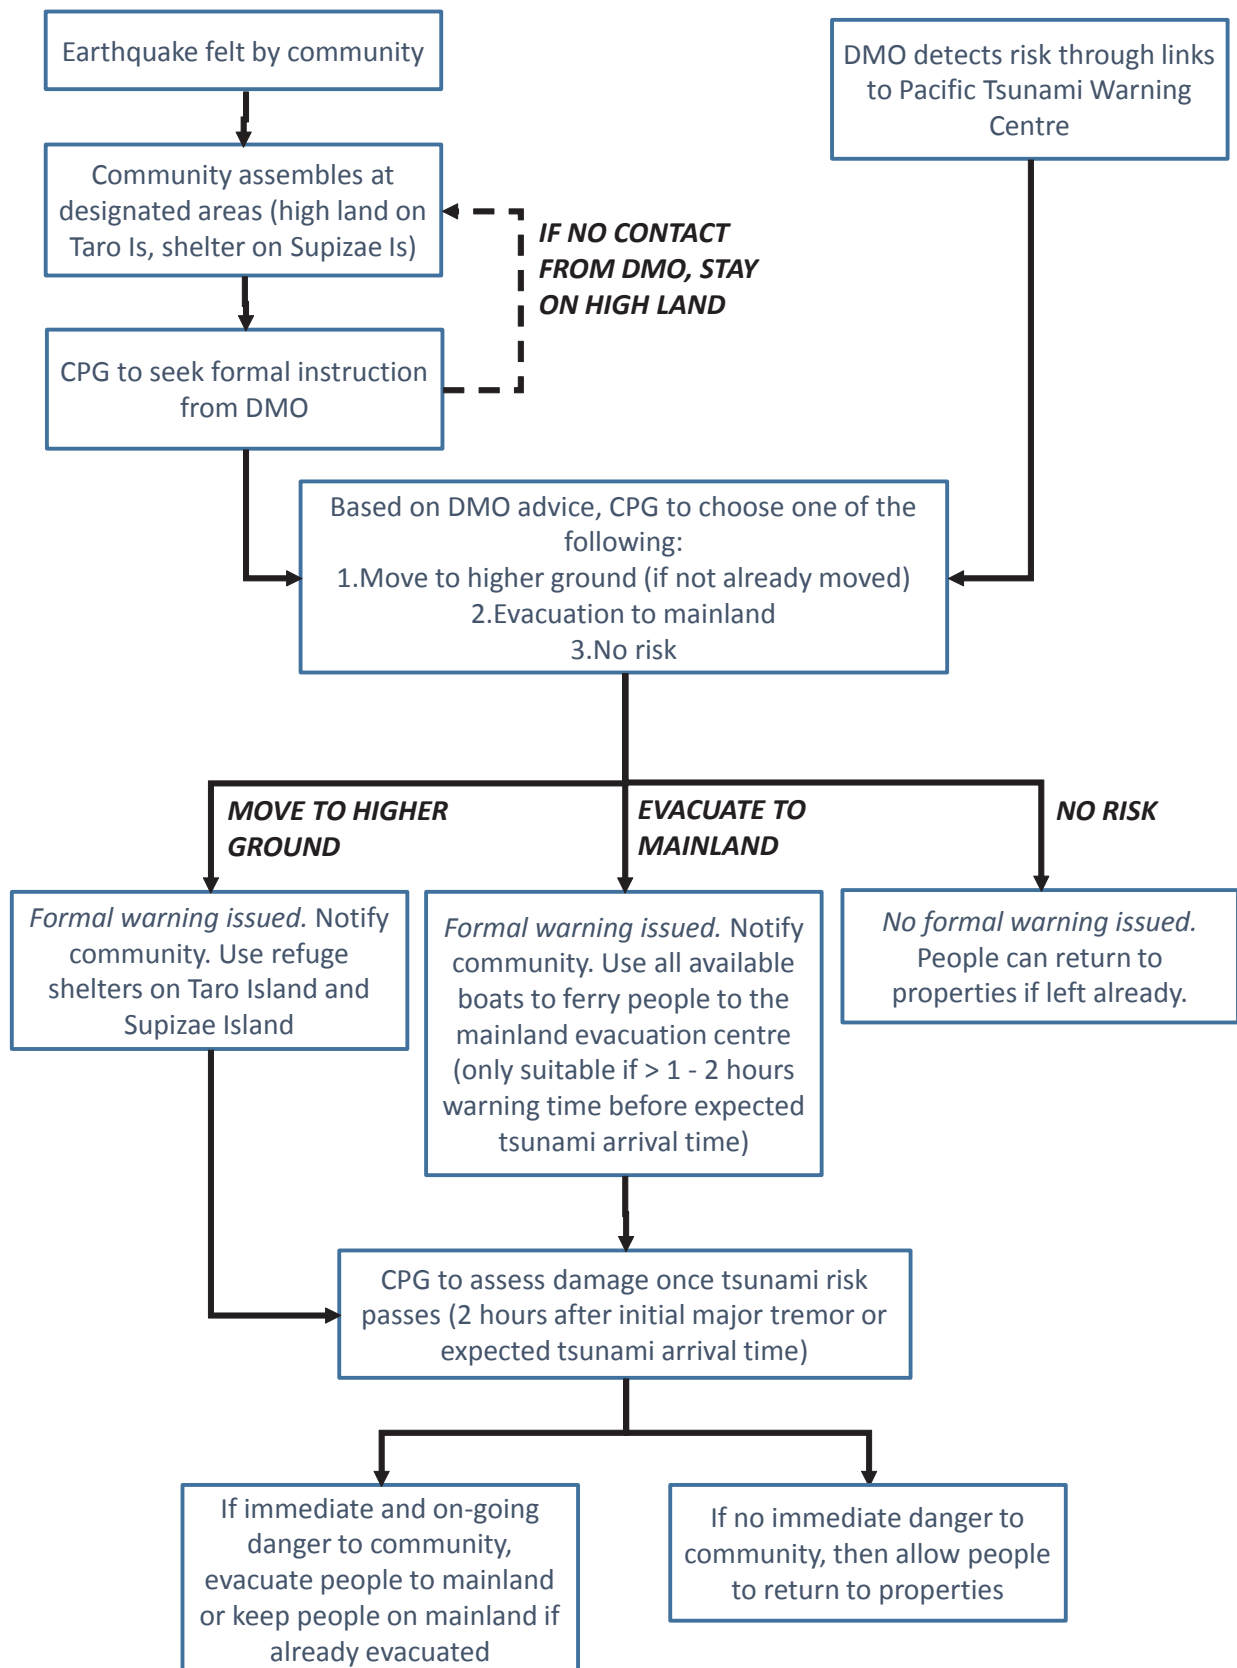 Earthquake felt by community
DMO detects risk through links
to Pacific Tsunami Warning
Centre
Community assembles at
designated areas (high land on
Taro Is, shelter on Supizae Is)
IF NO CONTACT
FROM DMO, STAY
ON HIGH LAND
CPG to seek formal instruction
from DMO
Based on DMO advice, CPG to choose one of the
following:
1.Move to higher ground (if not already moved)
2.Evacuation to mainland
3.No risk
MOVE TO HIGHER
GROUND
EVACUATE TO
MAINLAND
NO RISK
Formal warning issued. Notify
community. Use refuge
shelters on Taro Island and
Supizae Island
Formal warning issued. Notify
community. Use all available
boats to ferry people to the
mainland evacuation centre
(only suitable if > 1 - 2 hours
warning time before expected
tsunami arrival time)
No formal warning issued.
People can return to
properties if left already.
CPG to assess damage once tsunami risk
passes (2 hours after initial major tremor or
expected tsunami arrival time)
If immediate and on-going
danger to community,
evacuate people to mainland
or keep people on mainland if
already evacuated
If no immediate danger to
community, then allow people
to return to properties